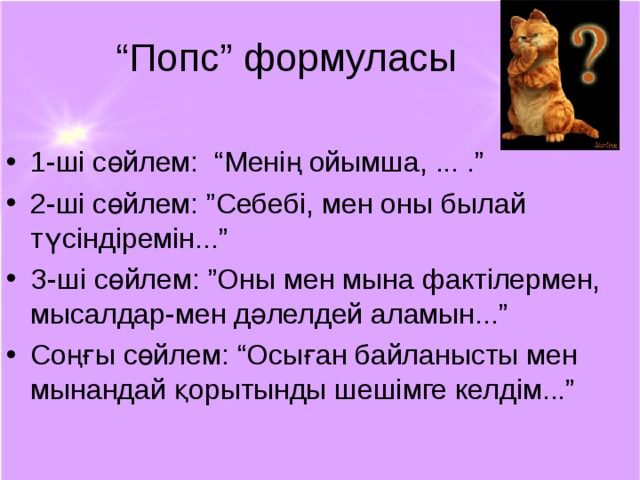 “Попс” формуласы
• 1-ші сөйлем:  “Менің ойымша, ... .”
• 2-ші сөйлем: ”Себебі, мен оны былай
түсіндіремін...”
• 3-ші сөйлем: ”Оны мен мына фактілермен,
мысалдар-мен дәлелдей аламын...”
• Соңғы сөйлем: “Осыған байланысты мен
мынандай қорытынды шешімге келдім...”